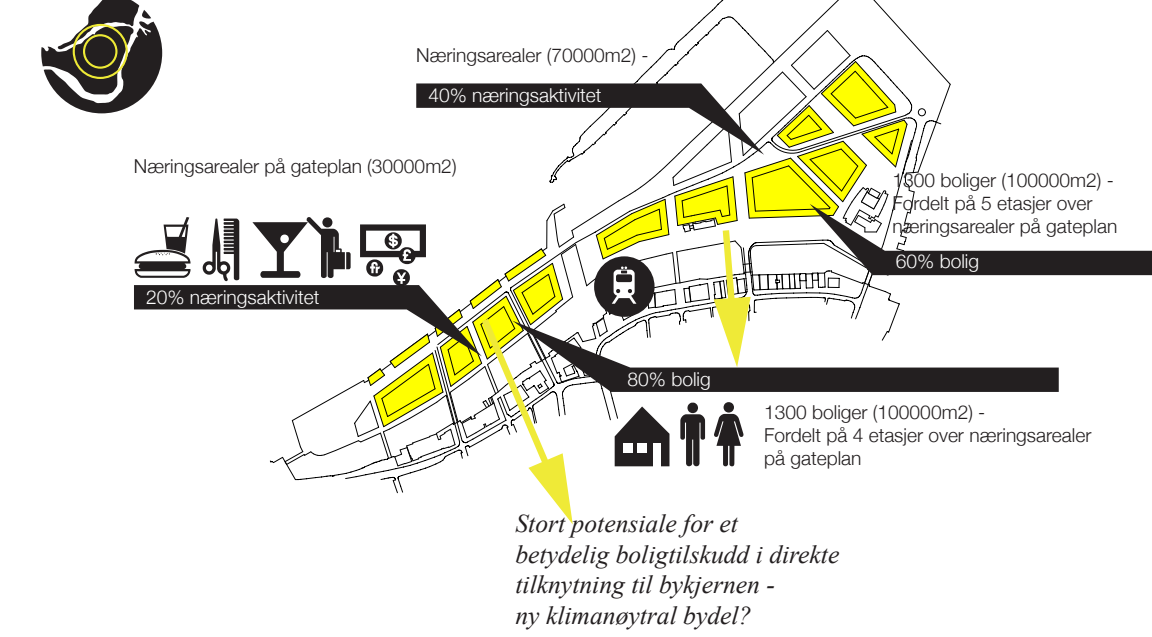 Næringsarealer (70000m2) -
40% næringsaktivitet
Næringsarealer på gateplan (30000m2)
1300 boliger (100000m2) -
Fordelt på 5 etasjer over
næringsarealer på gateplan
$
£
¥
60% bolig
20% næringsaktivitet
80% bolig
1300 boliger (100000m2) -
Fordelt på 4 etasjer over næringsarealer
på gateplan
Stort potensiale for et
betydelig boligtilskudd i direkte
tilknytning til bykjernen -
ny klimanøytral bydel?